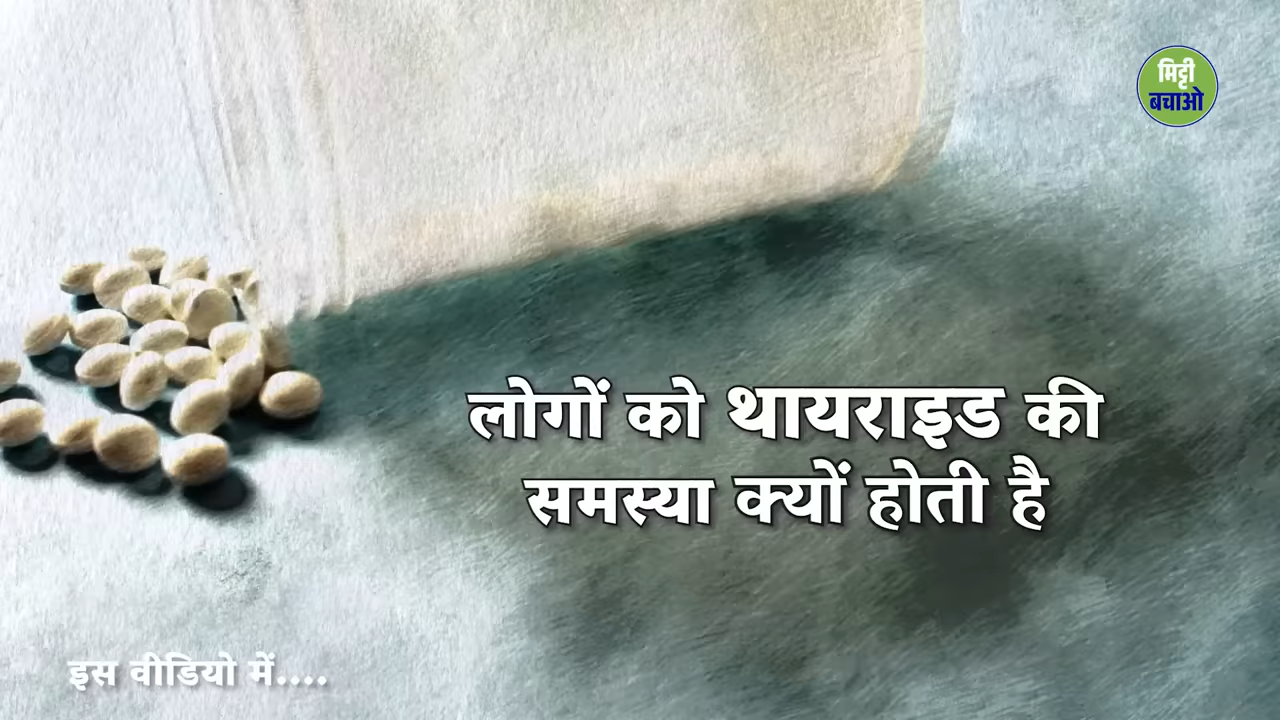 मिट्टी
बचाओ
लोगों को थायराइड की
समस्या क्यों होती है
इस वीडियो में....